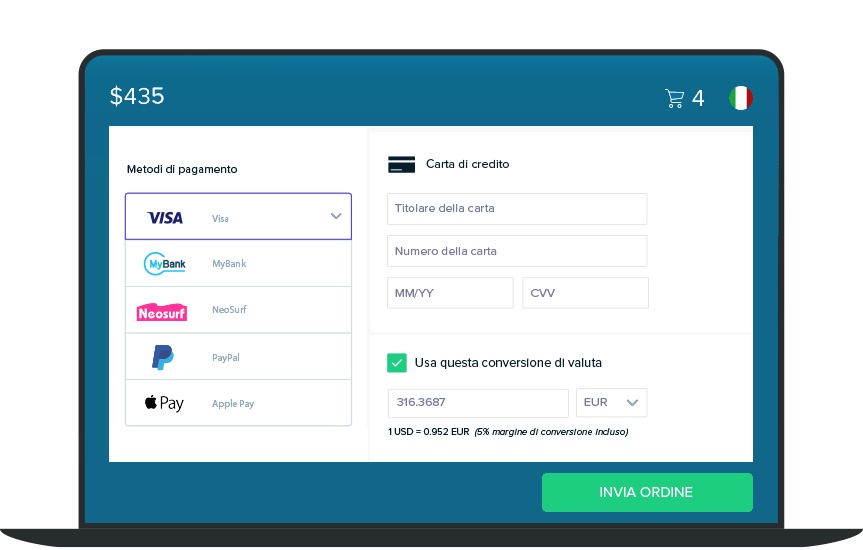 $435
4
Metodi di pagamento
VISA Visa
MyBank MyBank
Neosurf NeoSurf
PayPal
Pay Apple Pay
Carta di credito
Titolare della carta
Numero della carta
MM/YY CVV
Usa questa conversione di valuta
316.3687 EUR
1 USD = 0.952 EUR (5% margine di conversione incluso)
INVIA ORDINE